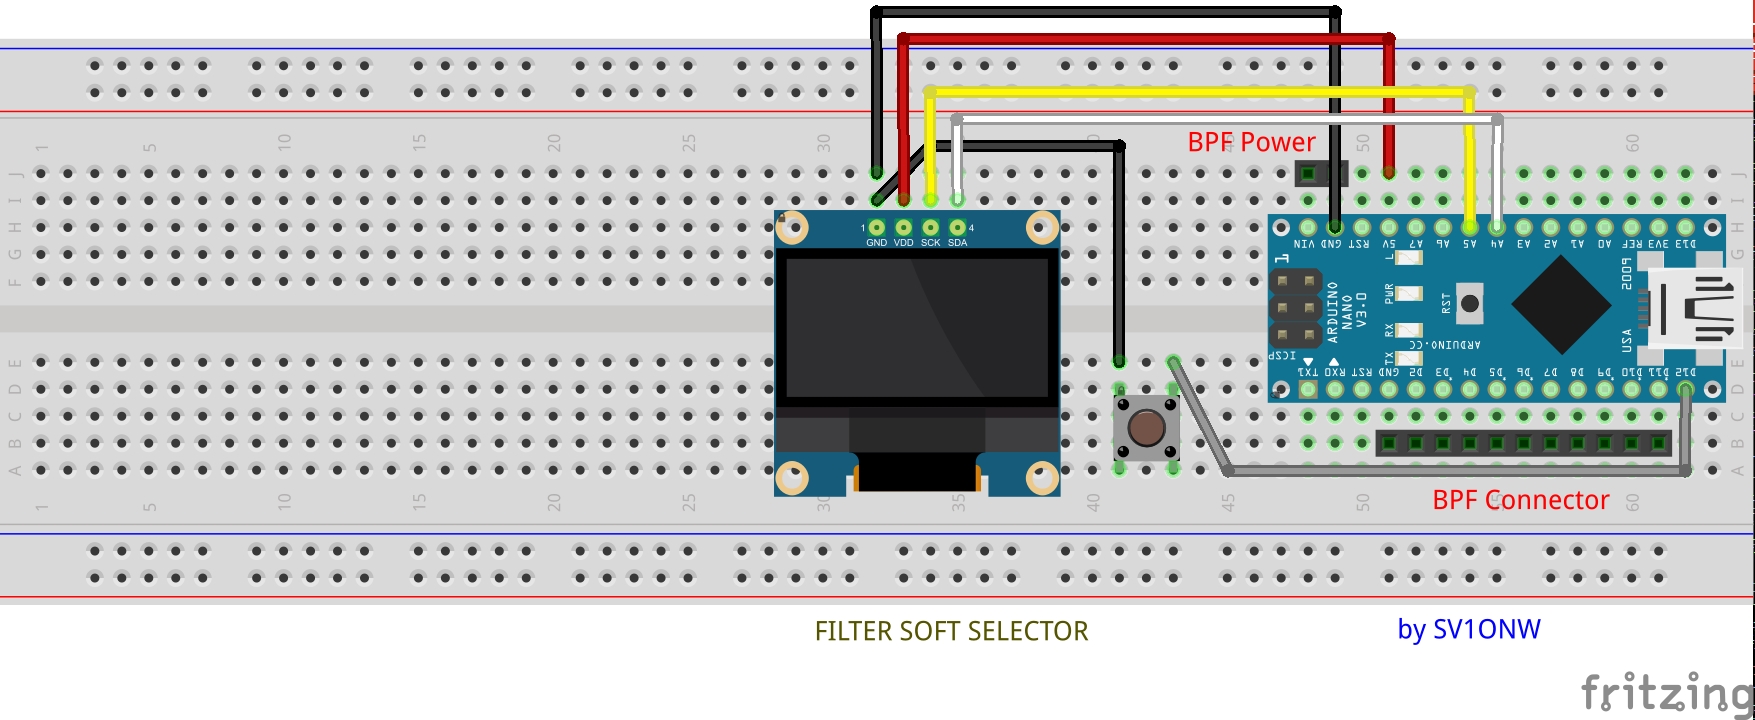 1 5 10 15 20 25 30 40 50 60
J J
I I
H
G G
F
BPF Power
1 GND VDD SCK SDA 4
VIN GND RST 5V A7 A6 A5 A4 A3 A2 A1 A0 REF 3V3 D13
1
L
PWR
RX
TX
ARDUINO
NANO
V3.0
RST
ARDUINO.CC
ICSP
USA
TX1 RX0 RST GND D2 D3 D4 D5 D6 D7 D8 D9 D10 D11 D12
E E
D
C C
B B
A A
1 5 10 15 20 25 30 35 40 45 50 60
BPF Connector
FILTER SOFT SELECTOR
by SV1ONW
fritzing